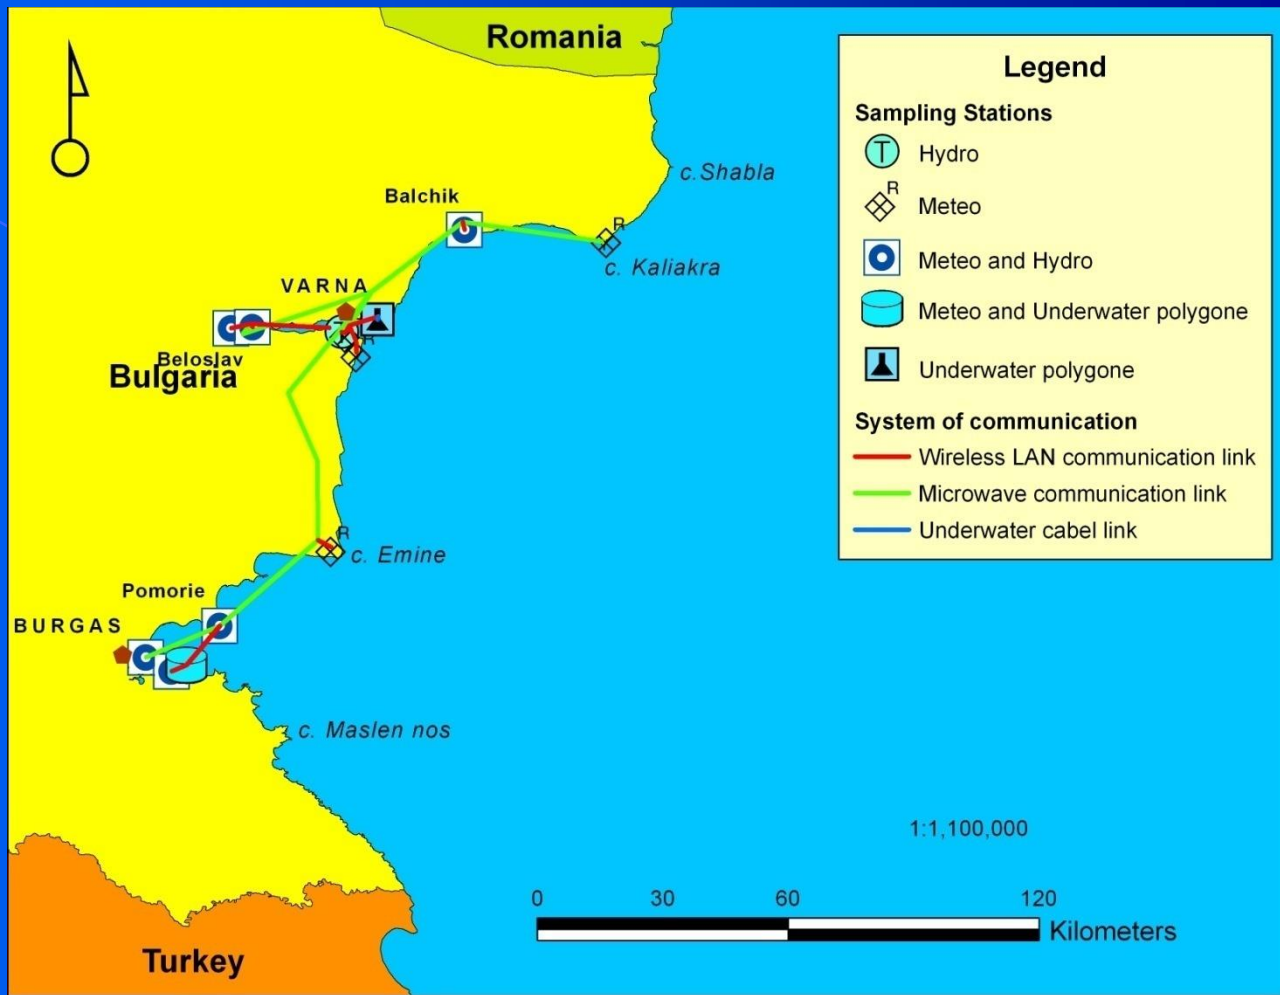 Romania
Legend
Sampling Stations
T Hydro
R Meteo
Meteo and Hydro
Meteo and Underwater polygone
Underwater polygone
System of communication
Wireless LAN communication link
Microwave communication link
Underwater cabel link
c.Shabla
Balchik
R
c. Kaliakra
VARNA
T
R
Beloslav
Bulgaria
R
c. Emine
Pomorie
BURGAS
c. Maslen nos
1:1,100,000
0 30 60 120
Kilometers
Turkey